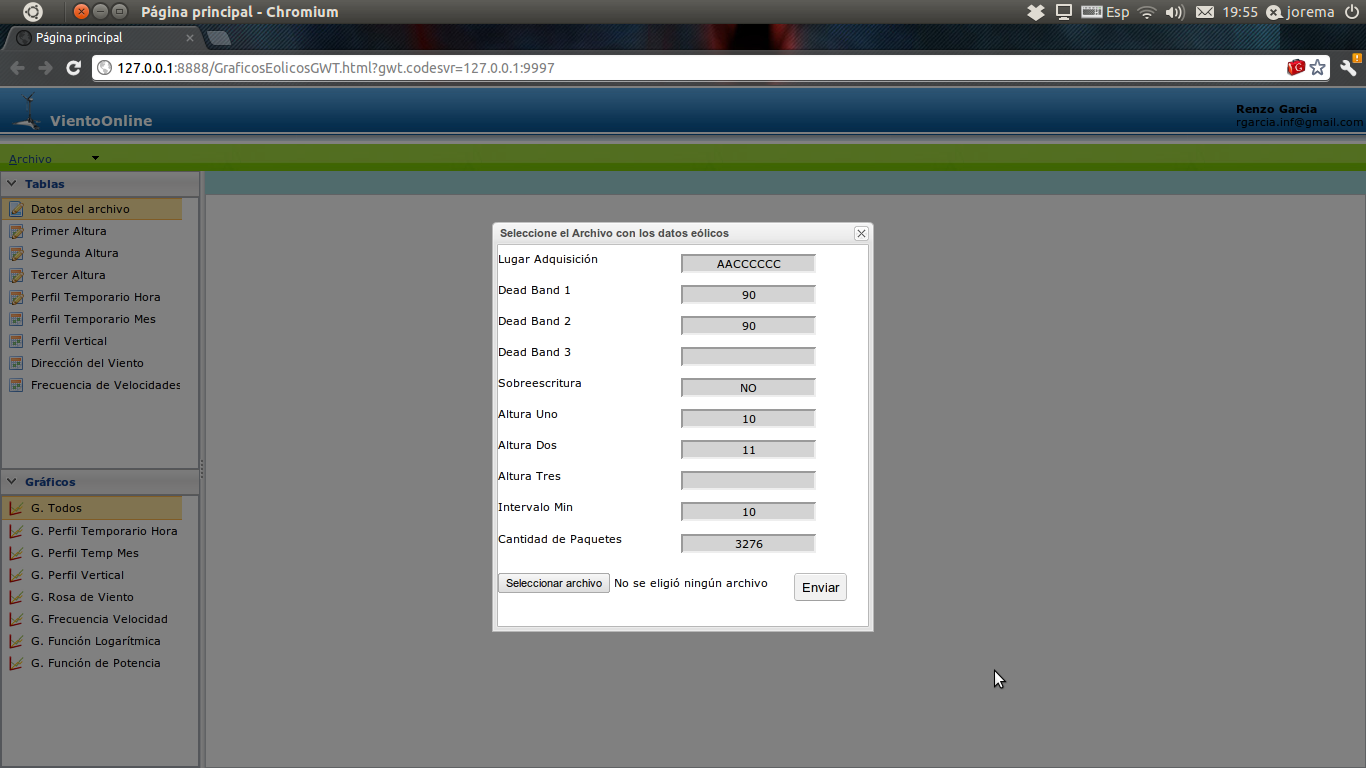 Página principal - Chromium
Esp
19:55
jorema
Página principal
127.0.0.1:8888/GraficosEolicosGWT.html?gwt.codesvr=127.0.0.1:9997
VientoOnline
Renzo Garcia
rgarcia.inf@gmail.com
Archivo
Tablas
Datos del archivo
Primer Altura
Segunda Altura
Tercer Altura
Perfil Temporario Hora
Perfil Temporario Mes
Perfil Vertical
Dirección del Viento
Frecuencia de Velocidades
Gráficos
G. Todos
G. Perfil Temporario Hora
G. Perfil Temp Mes
G. Perfil Vertical
G. Rosa de Viento
G. Frecuencia Velocidad
G. Función Logarítmica
G. Función de Potencia
Seleccione el Archivo con los datos eólicos
Lugar Adquisición AACCCCCC
Dead Band 1 90
Dead Band 2 90
Dead Band 3
Sobreescritura NO
Altura Uno 10
Altura Dos 11
Altura Tres
Intervalo Min 10
Cantidad de Paquetes 3276
Seleccionar archivo No se eligió ningún archivo Enviar